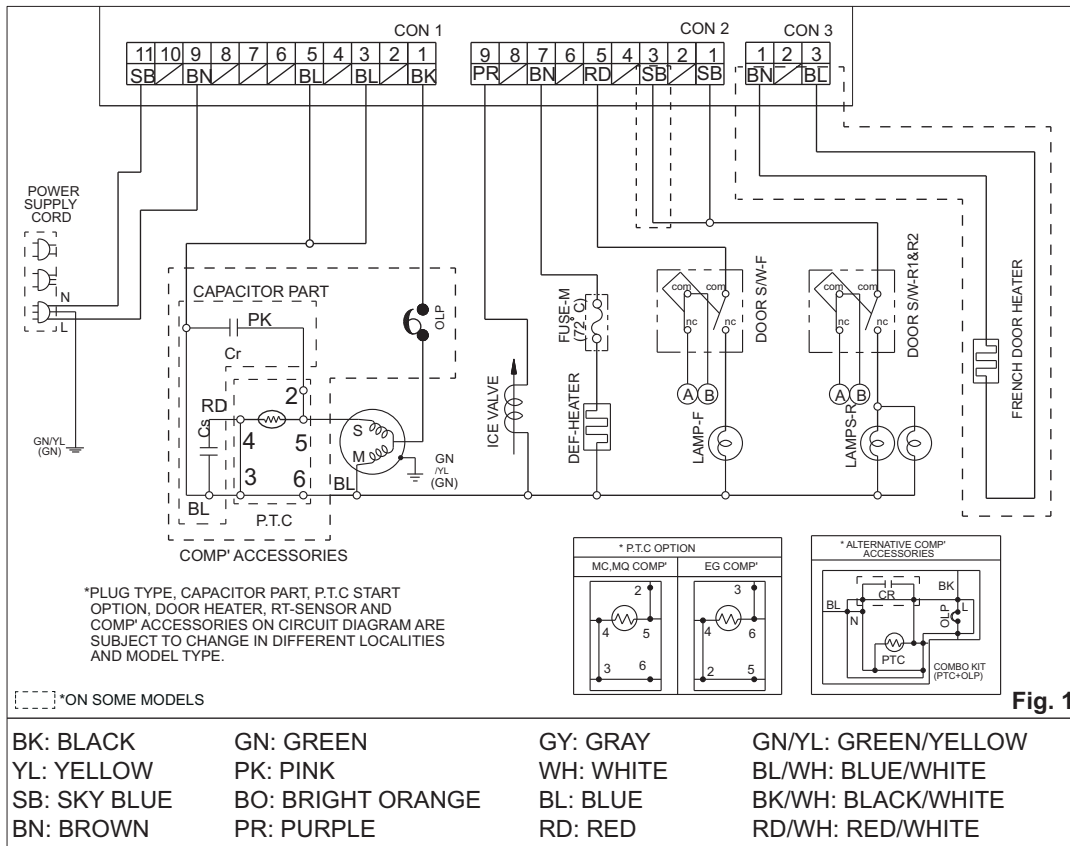 CON 1
CON 2
CON 3
11 10 9 8 7 6 5 4 3 2 1
SB BN BL BL BK
9 8 7 6 5 4 3 2 1
PR BN RD SB SB
1 2 3
BN BL
POWER
SUPPLY
CORD
N
L
GN/YL
(GN)
CAPACITOR PART
PK
Cr
6
OLP
RD
Cs
2
4
5
3
6
BL
P.T.C
S
M
BL
GN
/YL
(GN)
COMP' ACCESSORIES
ICE VALVE
FUSE-M
(72°C)
DEF-HEATER
com
com
nc
nc
DOOR S/W-F
A B
LAMP-F
com
com
nc
nc
DOOR S/W-R1&R2
A B
LAMPS-R
FRENCH DOOR HEATER
*PLUG TYPE, CAPACITOR PART, P.T.C START
OPTION, DOOR HEATER, RT-SENSOR AND
COMP' ACCESSORIES ON CIRCUIT DIAGRAM ARE
SUBJECT TO CHANGE IN DIFFERENT LOCALITIES
AND MODEL TYPE.
*ON SOME MODELS
* P.T.C OPTION
MC,MQ COMP'
EG COMP'
2
4
5
3
6
3
4
6
2
5
* ALTERNATIVE COMP'
ACCESSORIES
CR
BK
BL
N
L
OLP
PTC
COMBO KIT
(PTC+OLP)
Fig. 1
BK: BLACK GN: GREEN GY: GRAY GN/YL: GREEN/YELLOW
YL: YELLOW PK: PINK WH: WHITE BL/WH: BLUE/WHITE
SB: SKY BLUE BO: BRIGHT ORANGE BL: BLUE BK/WH: BLACK/WHITE
BN: BROWN PR: PURPLE RD: RED RD/WH: RED/WHITE